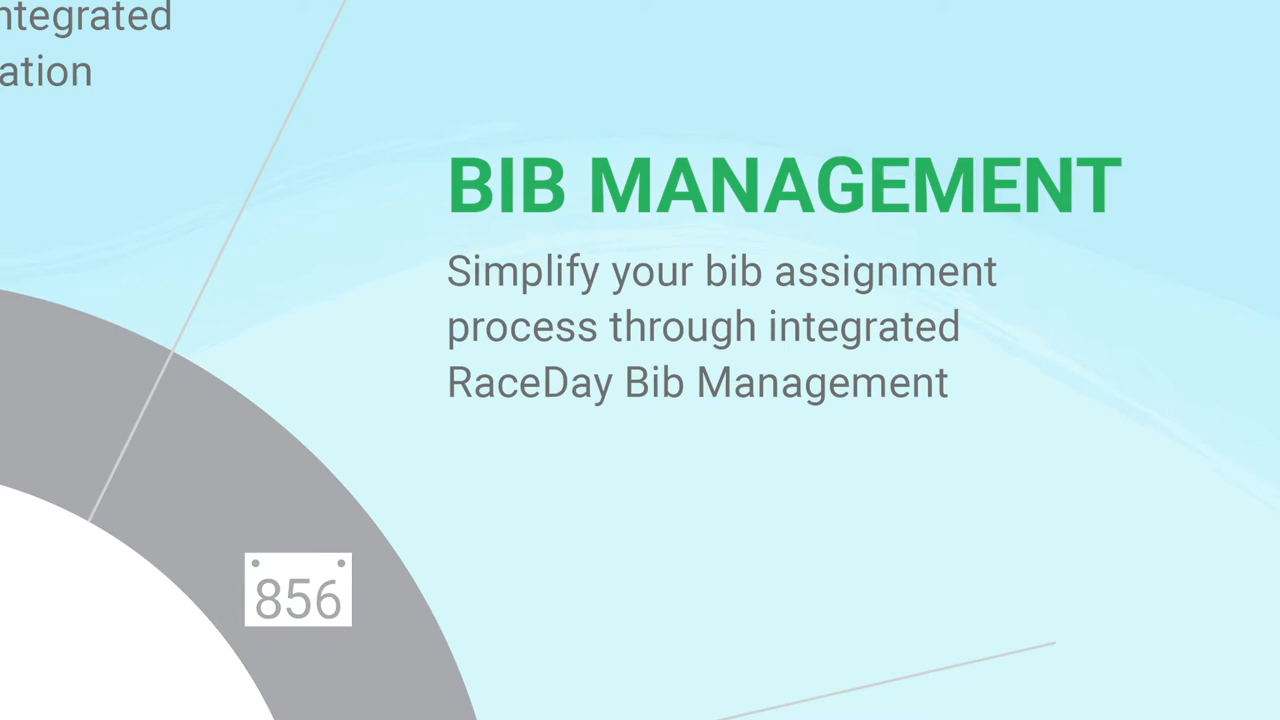 ntegrated
ation
BIB MANAGEMENT
Simplify your bib assignment
process through integrated
RaceDay Bib Management
856